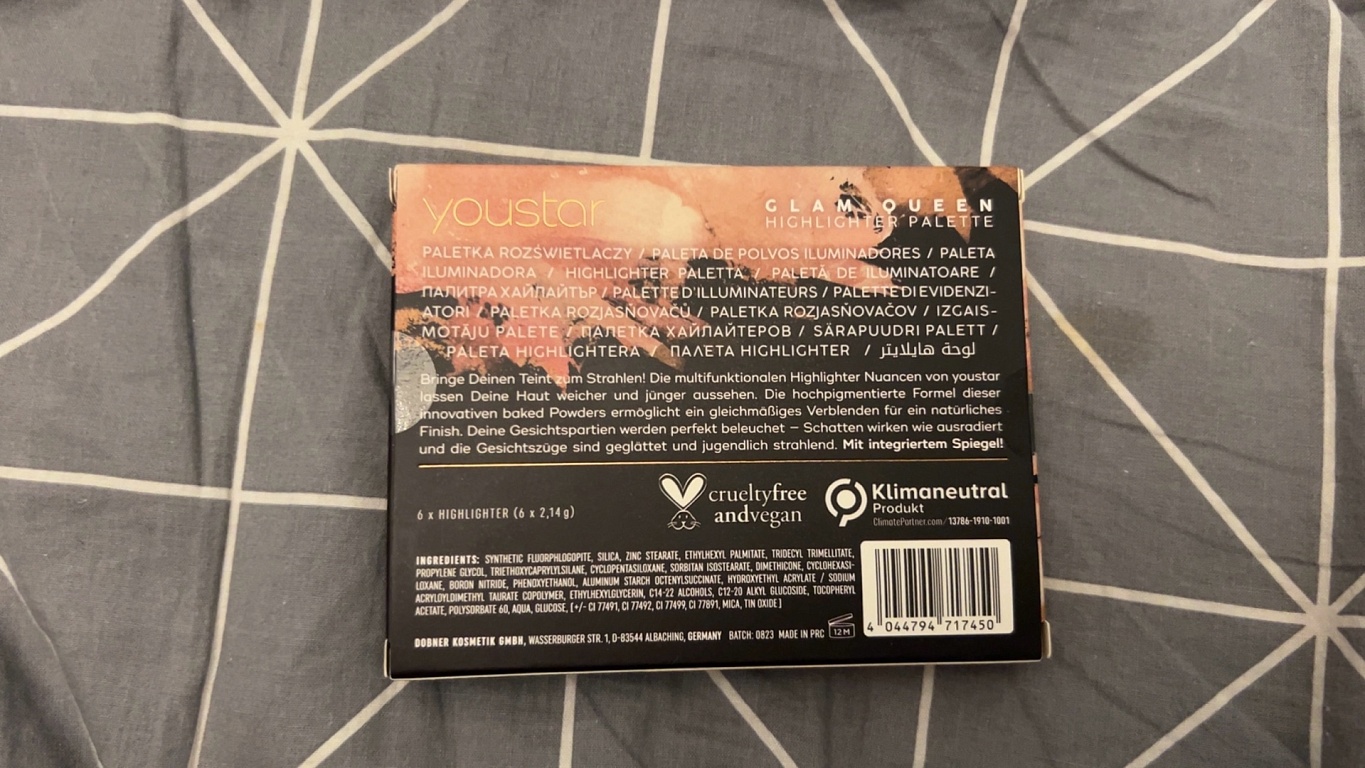 youstar
GLAM QUEEN
HIGHLIGHTER PALETTE
PALETKA ROZŚWIETLACZY / PALETA DE POLVOS ILUMINADORES / PALETA
ILUMINADORA / HIGHLIGHTER PALETTA / PALETĂ DE ILUMINATOARE /
ПАЛИТРА ХАЙЛАЙТЪР / PALETTE D'ILLUMINATEURS / PALETTE DI EVIDENZI-
ATORI / PALETKA ROZJASŇOVAČŮ / PALETKA ROZJASŇOVAČOV / IZGAIS-
MOTĀJU PALETE / ПАЛЕТКА ХАЙЛАЙТЕРОВ / SÄRAPUUDRI PALETT /
PALETA HIGHLIGHTERA / ΠΑΛΕΤΑ HIGHLIGHTER / لوحة هايلايتر
Bringe Deinen Teint zum Strahlen! Die multifunktionalen Highlighter Nuancen von youstar
lassen Deine Haut weicher und jünger aussehen. Die hochpigmentierte Formel dieser
innovativen baked Powders ermöglicht ein gleichmäßiges Verblenden für ein natürliches
Finish. Deine Gesichtspartien werden perfekt beleuchtet – Schatten wirken wie ausradiert
und die Gesichtszüge sind geglättet und jugendlich strahlend. Mit integriertem Spiegel!
6 x HIGHLIGHTER (6 x 2,14 g)
crueltyfree
andvegan
Klimaneutral
Produkt
ClimatePartner.com/13786-1910-1001
INGREDIENTS: SYNTHETIC FLUORPHLOGOPITE, SILICA, ZINC STEARATE, ETHYLHEXYL PALMITATE, TRIDECYL TRIMELLITATE,
PROPYLENE GLYCOL, TRIETHOXYCAPRYLYLSILANE, CYCLOPENTASILOXANE, SORBITAN ISOSTEARATE, DIMETHICONE, CYCLOHEXASI-
LOXANE, BORON NITRIDE, PHENOXYETHANOL, ALUMINUM STARCH OCTENYLSUCCINATE, HYDROXYETHYL ACRYLATE / SODIUM
ACRYLOYLDIMETHYL TAURATE COPOLYMER, ETHYLHEXYLGLYCERIN, C14-22 ALCOHOLS, C12-20 ALKYL GLUCOSIDE, TOCOPHERYL
ACETATE, POLYSORBATE 60, AQUA, GLUCOSE, [+/- CI 77491, CI 77492, CI 77499, CI 77891, MICA, TIN OXIDE]
DOBNER KOSMETIK GMBH, WASSERBURGER STR. 1, D-83544 ALBACHING, GERMANY BATCH: 0823 MADE IN PRC
12 M
4 044794 717450